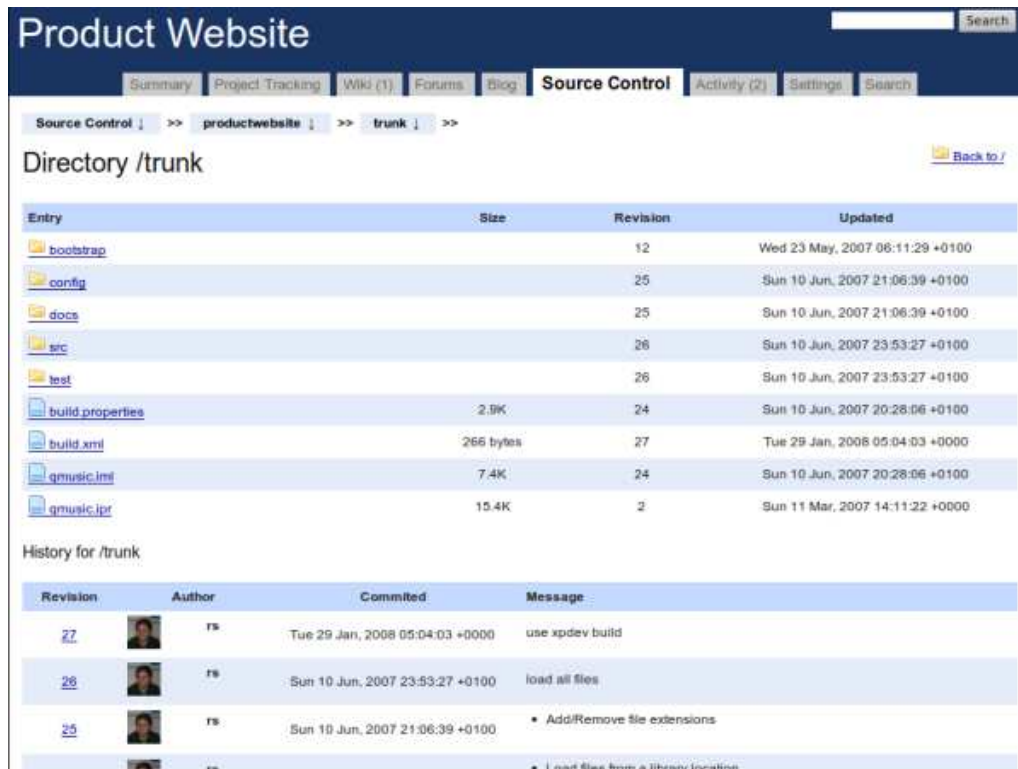 Product Website
Search
Summary Project Tracking Wiki (1) Forums Blog Source Control Activity (2) Settings Search
Source Control ↓ >> productwebsite ↓ >> trunk ↓ >>
Directory /trunk
Back to /
Entry Size Revision Updated
bootstrap 12 Wed 23 May, 2007 06:11:29 +0100
config 25 Sun 10 Jun, 2007 21:06:39 +0100
docs 25 Sun 10 Jun, 2007 21:06:39 +0100
src 26 Sun 10 Jun, 2007 23:53:27 +0100
test 26 Sun 10 Jun, 2007 23:53:27 +0100
build.properties 2.9K 24 Sun 10 Jun, 2007 20:28:06 +0100
build.xml 266 bytes 27 Tue 29 Jan, 2008 05:04:03 +0000
qmusic.iml 7.4K 24 Sun 10 Jun, 2007 20:28:06 +0100
qmusic.ipr 15.4K 2 Sun 11 Mar, 2007 14:11:22 +0000
History for /trunk
Revision Author Commited Message
27 rs Tue 29 Jan, 2008 05:04:03 +0000 use xpdev build
26 rs Sun 10 Jun, 2007 23:53:27 +0100 load all files
25 rs Sun 10 Jun, 2007 21:06:39 +0100 • Add/Remove file extensions
rs • Load files from a library location